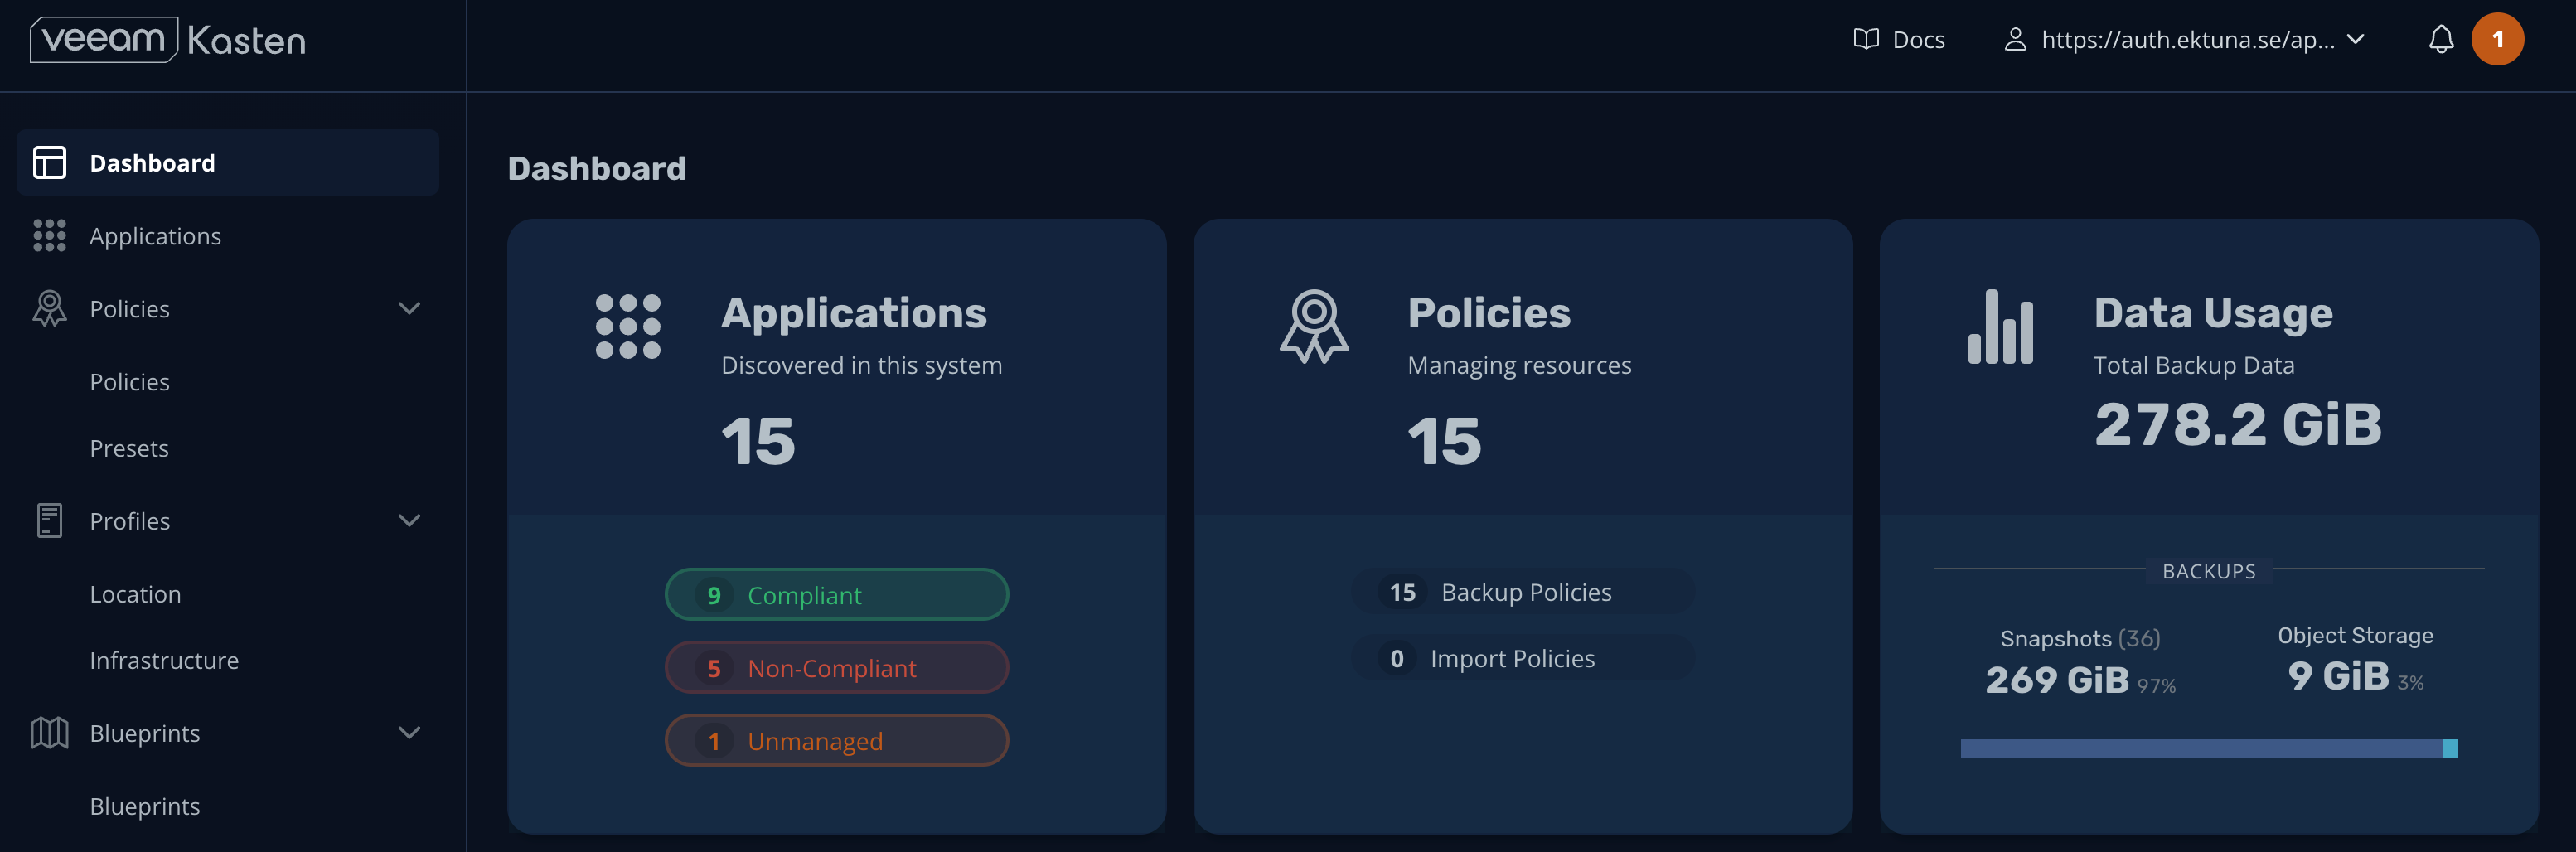 veeam Kasten
Docs
https://auth.ektuna.se/ap...
1
Dashboard
Applications
Policies
Policies
Presets
Profiles
Location
Infrastructure
Blueprints
Blueprints
Dashboard
Applications
Discovered in this system
15
9 Compliant
5 Non-Compliant
1 Unmanaged
Policies
Managing resources
15
15 Backup Policies
0 Import Policies
Data Usage
Total Backup Data
278.2 GiB
BACKUPS
Snapshots (36)
269 GiB 97%
Object Storage
9 GiB 3%